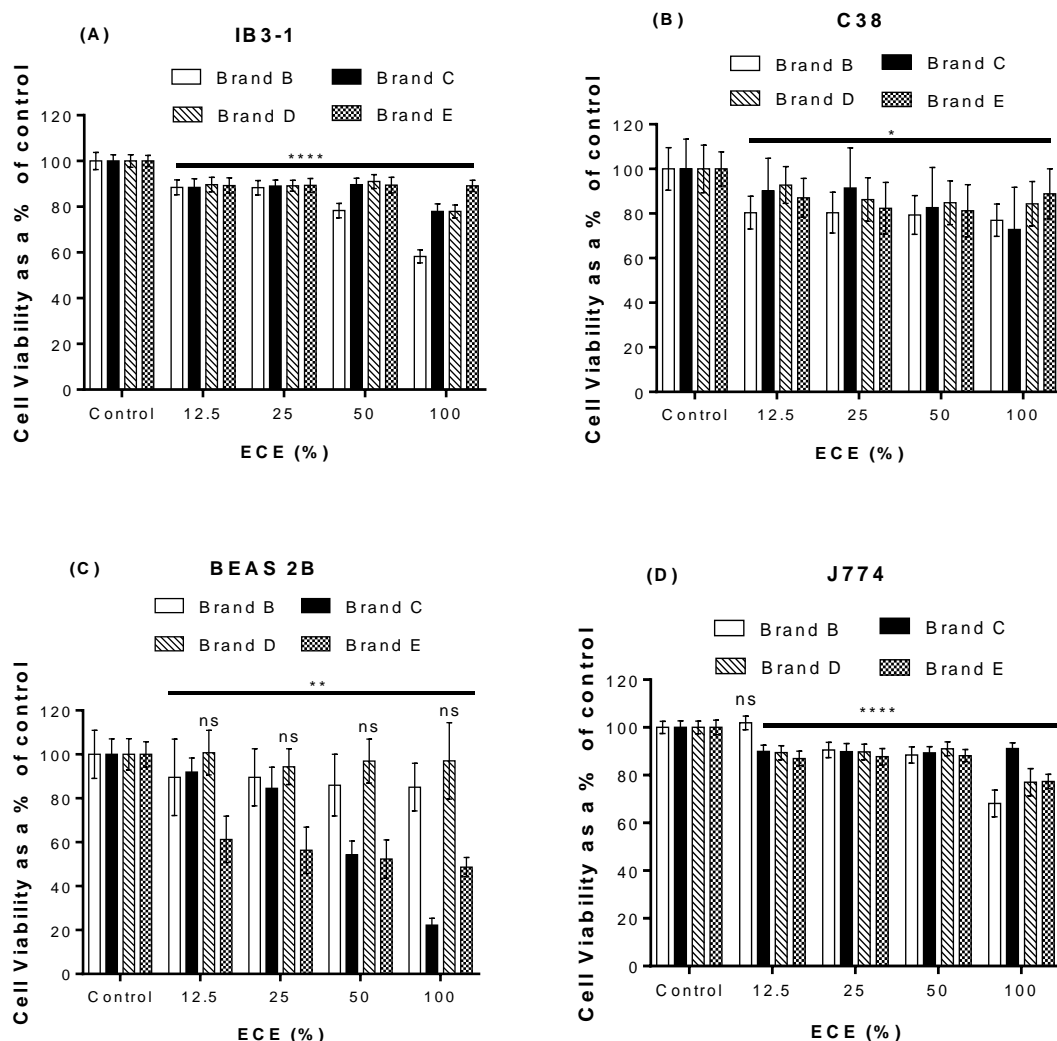 (A) IB3-1
Brand B Brand C
Brand D Brand E
Cell Viability as a % of control
120
100
80
60
40
20
0
****
Control 12.5 25 50 100
ECE (%)
(B) C38
Brand B Brand C
Brand D Brand E
Cell Viability as a % of control
120
100
80
60
40
20
0
*
Control 12.5 25 50 100
ECE (%)
(C) BEAS 2B
Brand B Brand C
Brand D Brand E
Cell Viability as a % of control
120
100
80
60
40
20
0
**
ns ns ns ns
Control 12.5 25 50 100
ECE (%)
(D) J774
Brand B Brand C
Brand D Brand E
Cell Viability as a % of control
120
100
80
60
40
20
0
ns ****
Control 12.5 25 50 100
ECE (%)